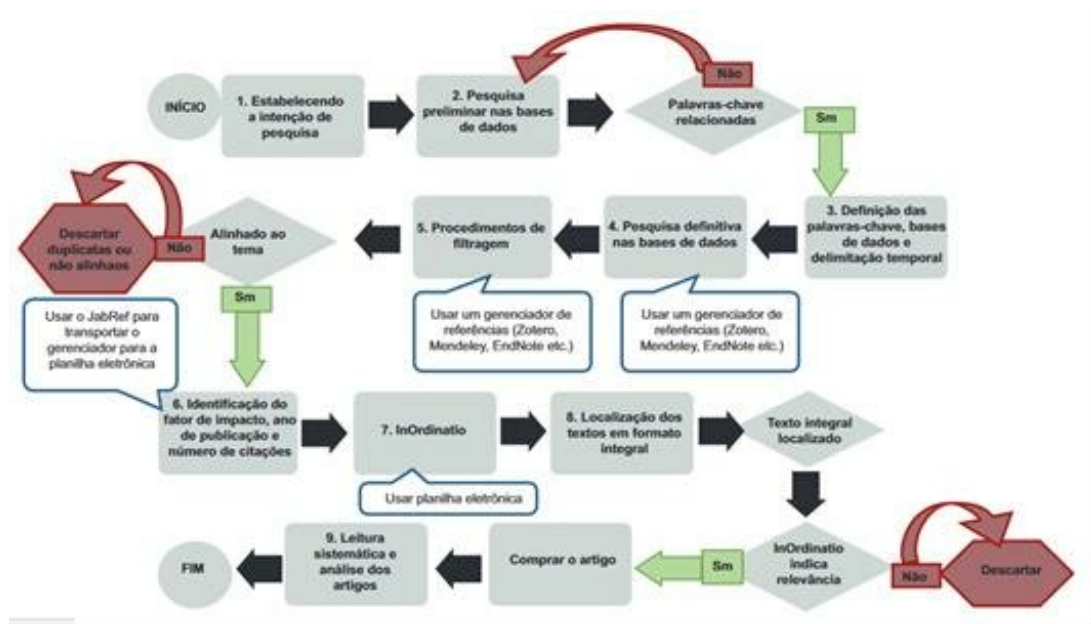 INÍCIO
1. Estabelecendo
a intenção de
pesquisa
2. Pesquisa
preliminar nas bases
de dados
Não
Palavras-chave
relacionadas
Sm
3. Definição das
palavras-chave, bases
de dados e
delimitação temporal
4. Pesquisa definitiva
nas bases de dados
5. Procedimentos de
filtragem
Alinhado ao
tema
Não
Descartar
duplicatas ou
não alinhaos
Sm
Usar um gerenciador de
referências (Zotero,
Mendeley, EndNote etc.)
Usar um gerenciador de
referências (Zotero,
Mendeley, EndNote etc.)
Usar o JabRef para
transportar o
gerenciador para a
planilha eletrônica
6. Identificação do
fator de impacto, ano
de publicação e
número de citações
7. InOrdinatio
8. Localização dos
textos em formato
integral
Texto integral
localizado
Usar planilha eletrônica
InOrdinatio
indica
relevância
Não
Descartar
Sm
Comprar o artigo
9. Leitura
sistemática e
análise dos
artigos
FIM